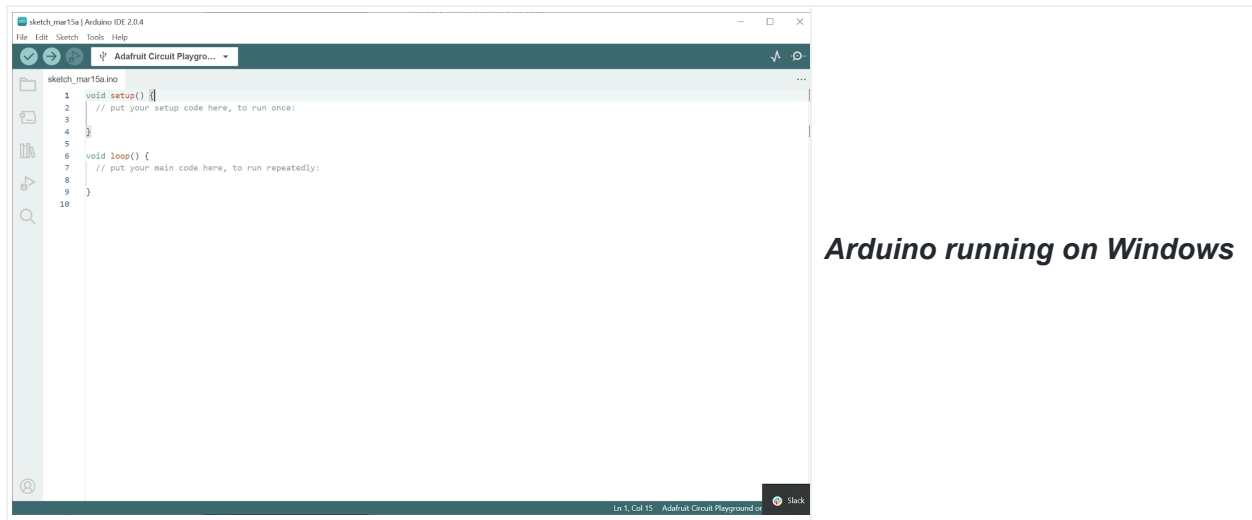 sketch_mar15a | Arduino IDE 2.0.4
File Edit Sketch Tools Help
Adafruit Circuit Playgro...
sketch_mar15a.ino
...
1 void setup() {
2 // put your setup code here, to run once:
3
4 }
5
6 void loop() {
7 // put your main code here, to run repeatedly:
8
9 }
10
Arduino running on Windows
Slack
Ln 1, Col 15 Adafruit Circuit Playground on